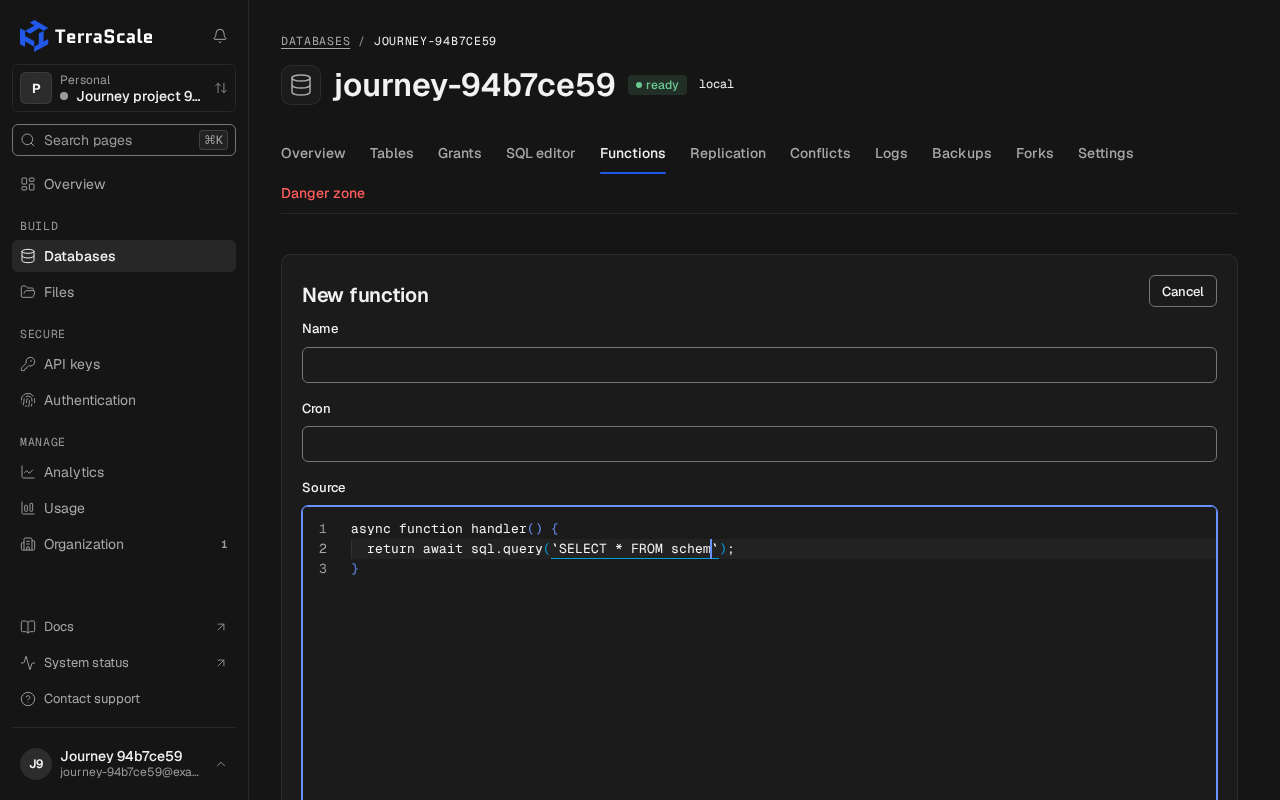 TerraScale
P
Personal
Journey project 9...
Search pages
⌘K
Overview
BUILD
Databases
Files
SECURE
API keys
Authentication
MANAGE
Analytics
Usage
Organization
1
Docs
System status
Contact support
J9
Journey 94b7ce59
journey-94b7ce59@exa...
DATABASES / JOURNEY-94B7CE59
journey-94b7ce59
ready
local
Overview
Tables
Grants
SQL editor
Functions
Replication
Conflicts
Logs
Backups
Forks
Settings
Danger zone
New function
Cancel
Name
Cron
Source
1 async function handler() {
2 return await sql.query(`SELECT * FROM schem`);
3 }